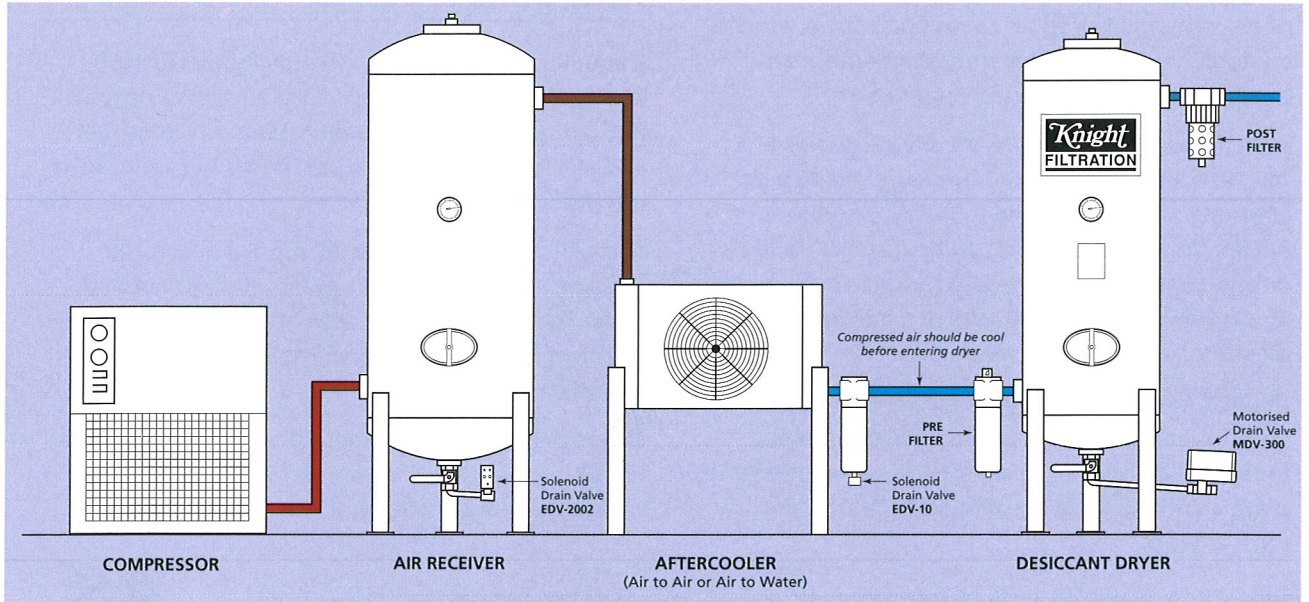 Knight
FILTRATION
POST
FILTER
Compressed air should be cool
before entering dryer
PRE
FILTER
Motorised
Drain Valve
MDV-300
Solenoid
Drain Valve
EDV-2002
Solenoid
Drain Valve
EDV-10
COMPRESSOR
AIR RECEIVER
AFTERCOOLER
(Air to Air or Air to Water)
DESICCANT DRYER